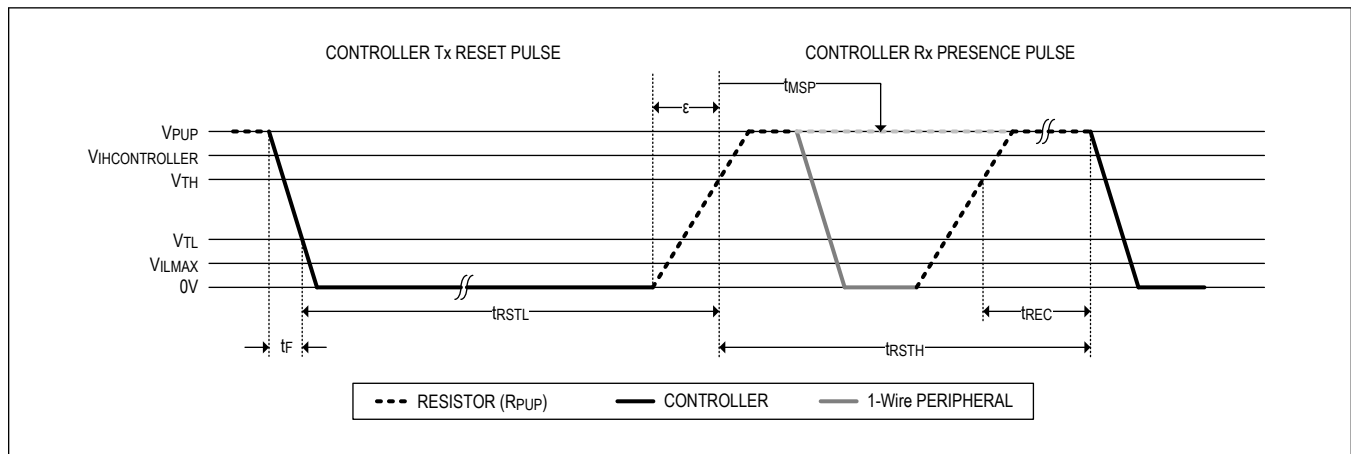 CONTROLLER Tx RESET PULSE
CONTROLLER Rx PRESENCE PULSE
tMSP
ε
VPUP
VIHCONTROLLER
VTH
VTL
VILMAX
0V
tRSTL
tREC
tF
tRSTH
RESISTOR (RPUP)
CONTROLLER
1-Wire PERIPHERAL